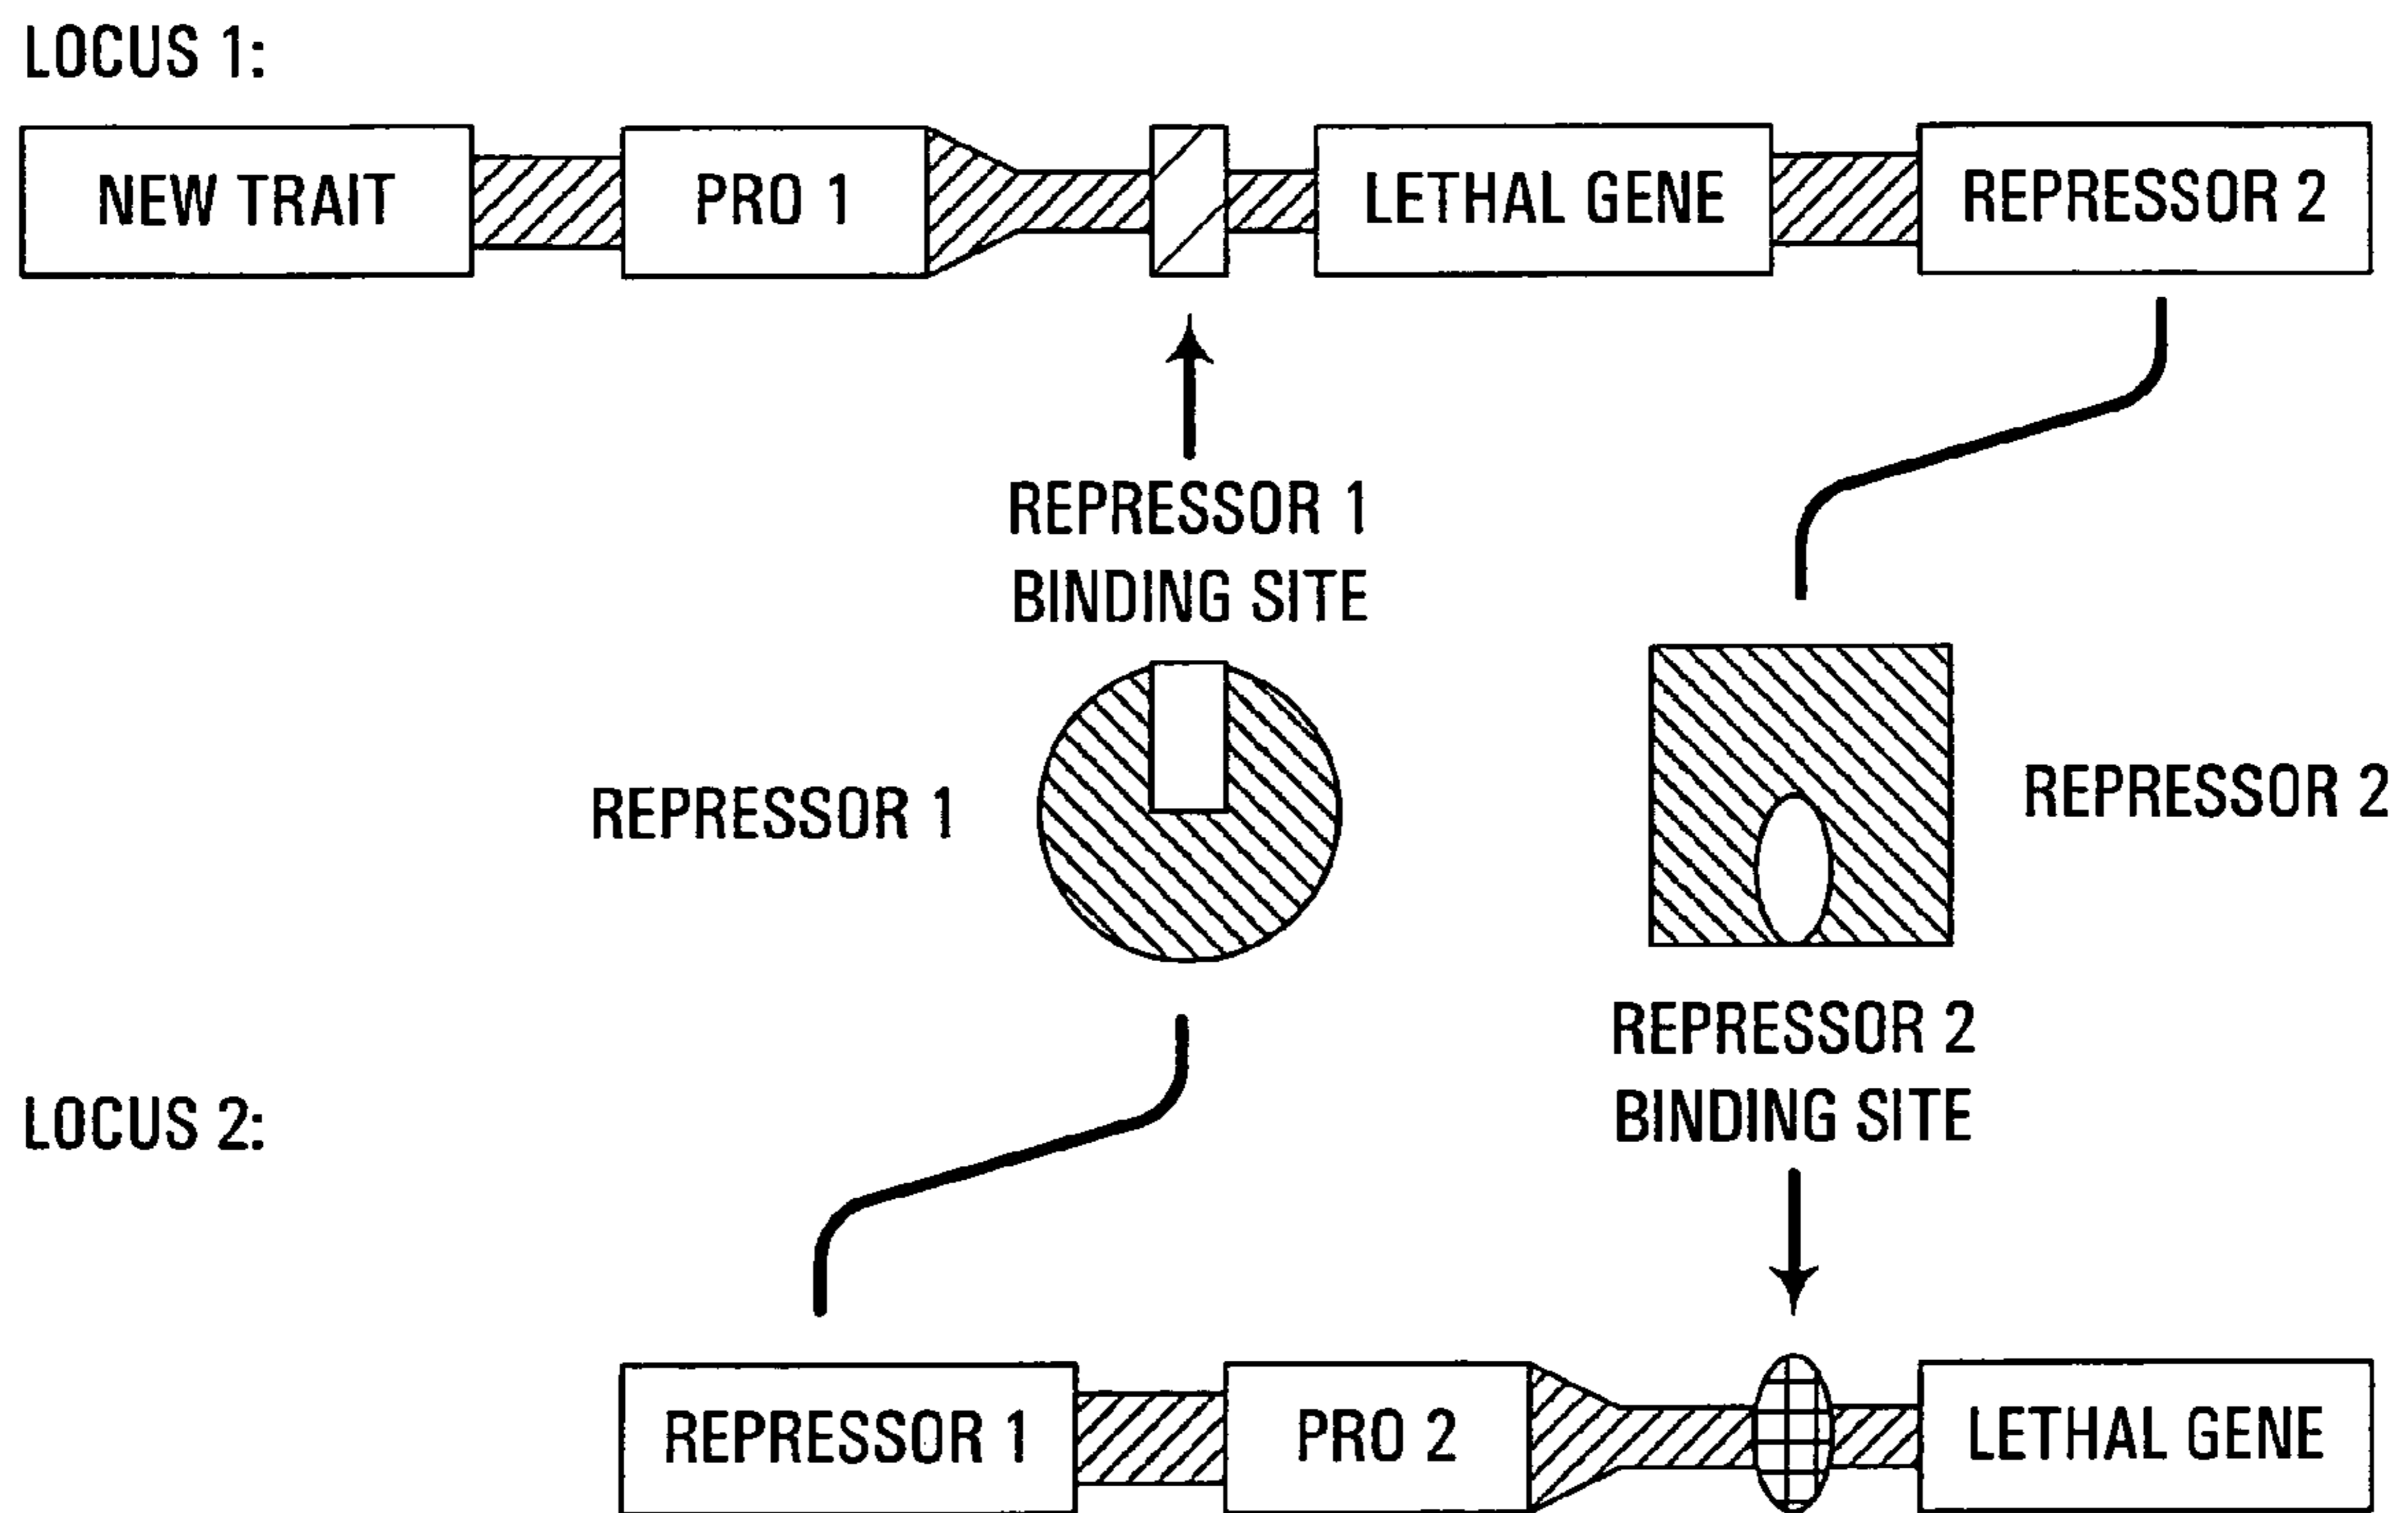 LOCUS 1:
NEW TRAIT PRO 1 LETHAL GENE REPRESSOR 2
REPRESSOR 1
BINDING SITE
REPRESSOR 1
REPRESSOR 2
REPRESSOR 2
BINDING SITE
LOCUS 2:
REPRESSOR 1 PRO 2 LETHAL GENE